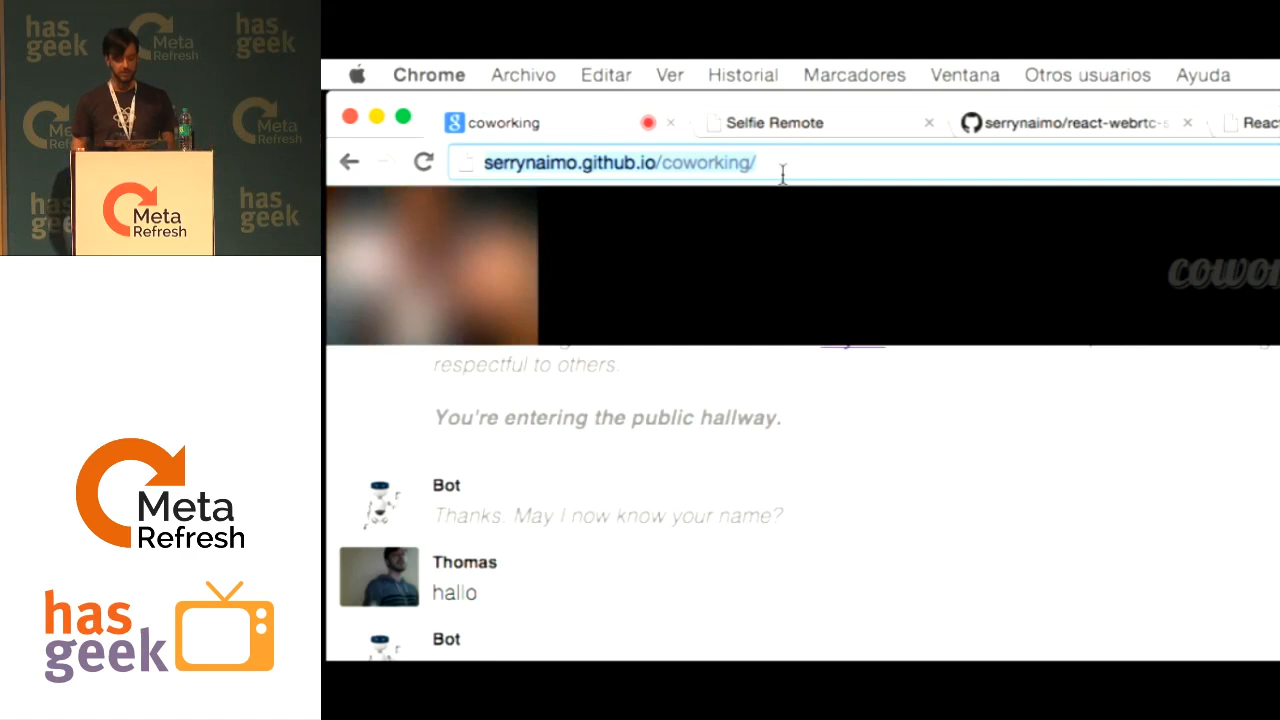 has
geek
Meta
Refresh
has
geek
Meta
Refresh
has
geek
Meta
Refresh
Meta
Refresh
has
geek
Chrome Archivo Editar Ver Historial Marcadores Ventana Otros usuarios Ayuda
coworking
Selfie Remote
serrynaimo/react-webrtc-s
React
serrynaimo.github.io/coworking/
cowor
respectful to others.
You're entering the public hallway.
Bot
Thanks. May I now know your name?
Thomas
hallo
Bot